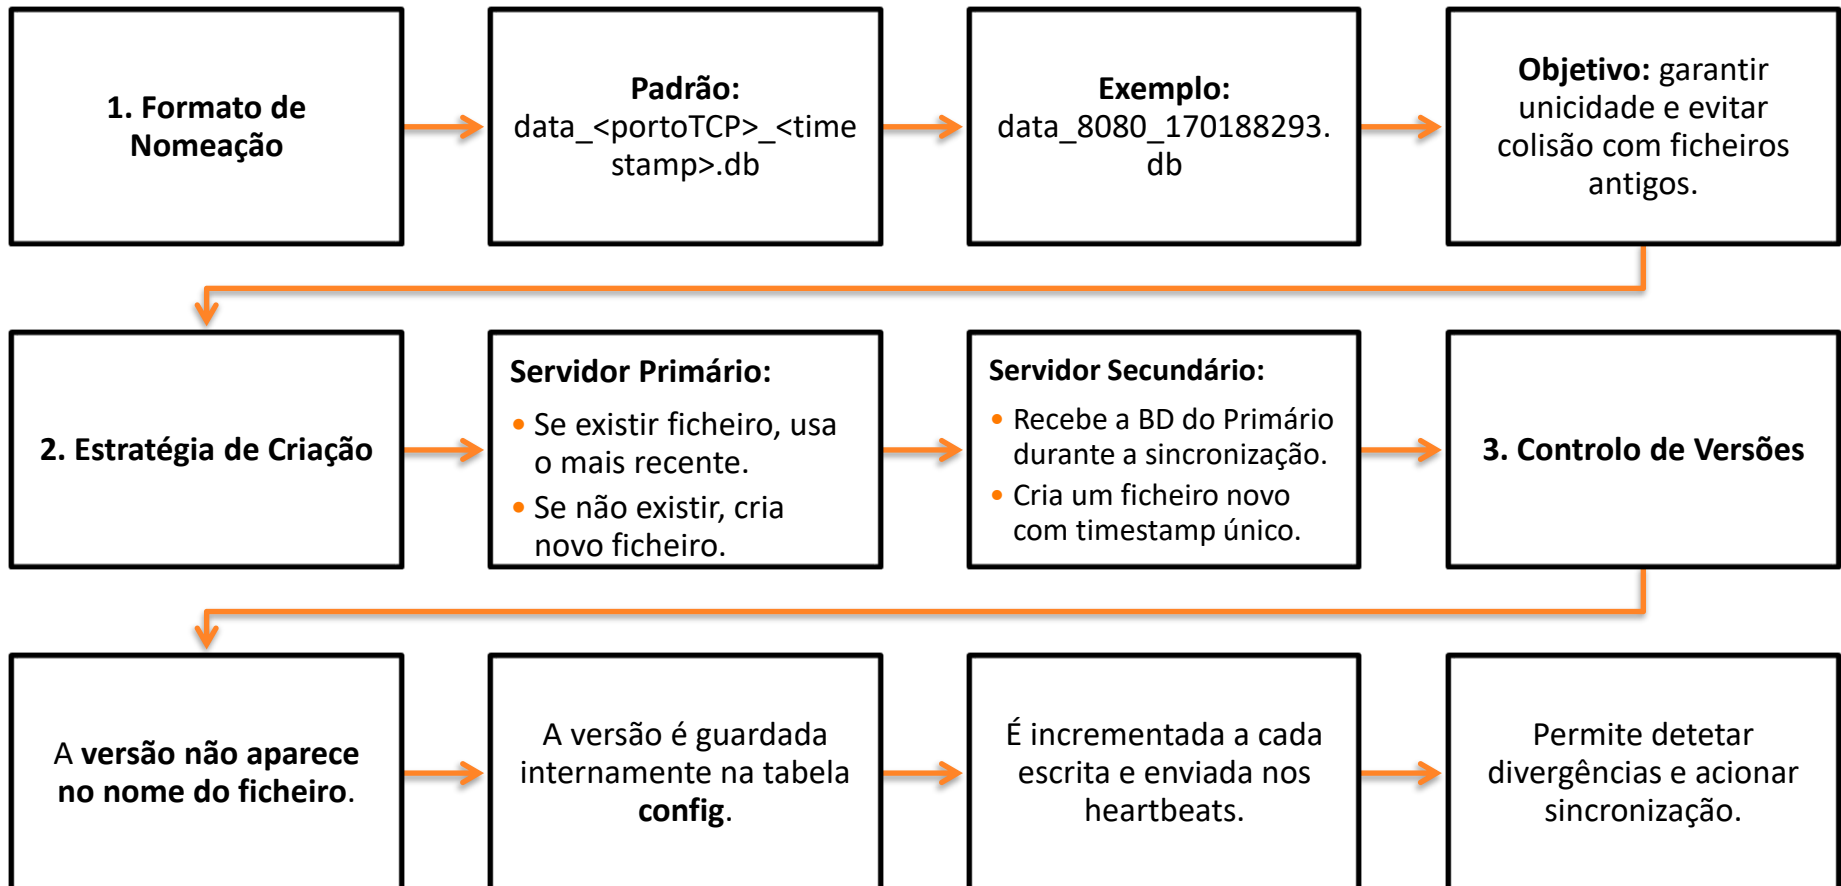 1. Formato de
Nomeação
Padrão:
data_<portoTCP>_<time
stamp>.db
Exemplo:
data_8080_170188293.
db
Objetivo: garantir
unicidade e evitar
colisão com ficheiros
antigos.
2. Estratégia de Criação
Servidor Primário:
• Se existir ficheiro, usa
o mais recente.
• Se não existir, cria
novo ficheiro.
Servidor Secundário:
• Recebe a BD do Primário
durante a sincronização.
• Cria um ficheiro novo
com timestamp único.
3. Controlo de Versões
A versão não aparece
no nome do ficheiro.
A versão é guardada
internamente na tabela
config.
É incrementada a cada
escrita e enviada nos
heartbeats.
Permite detetar
divergências e acionar
sincronização.